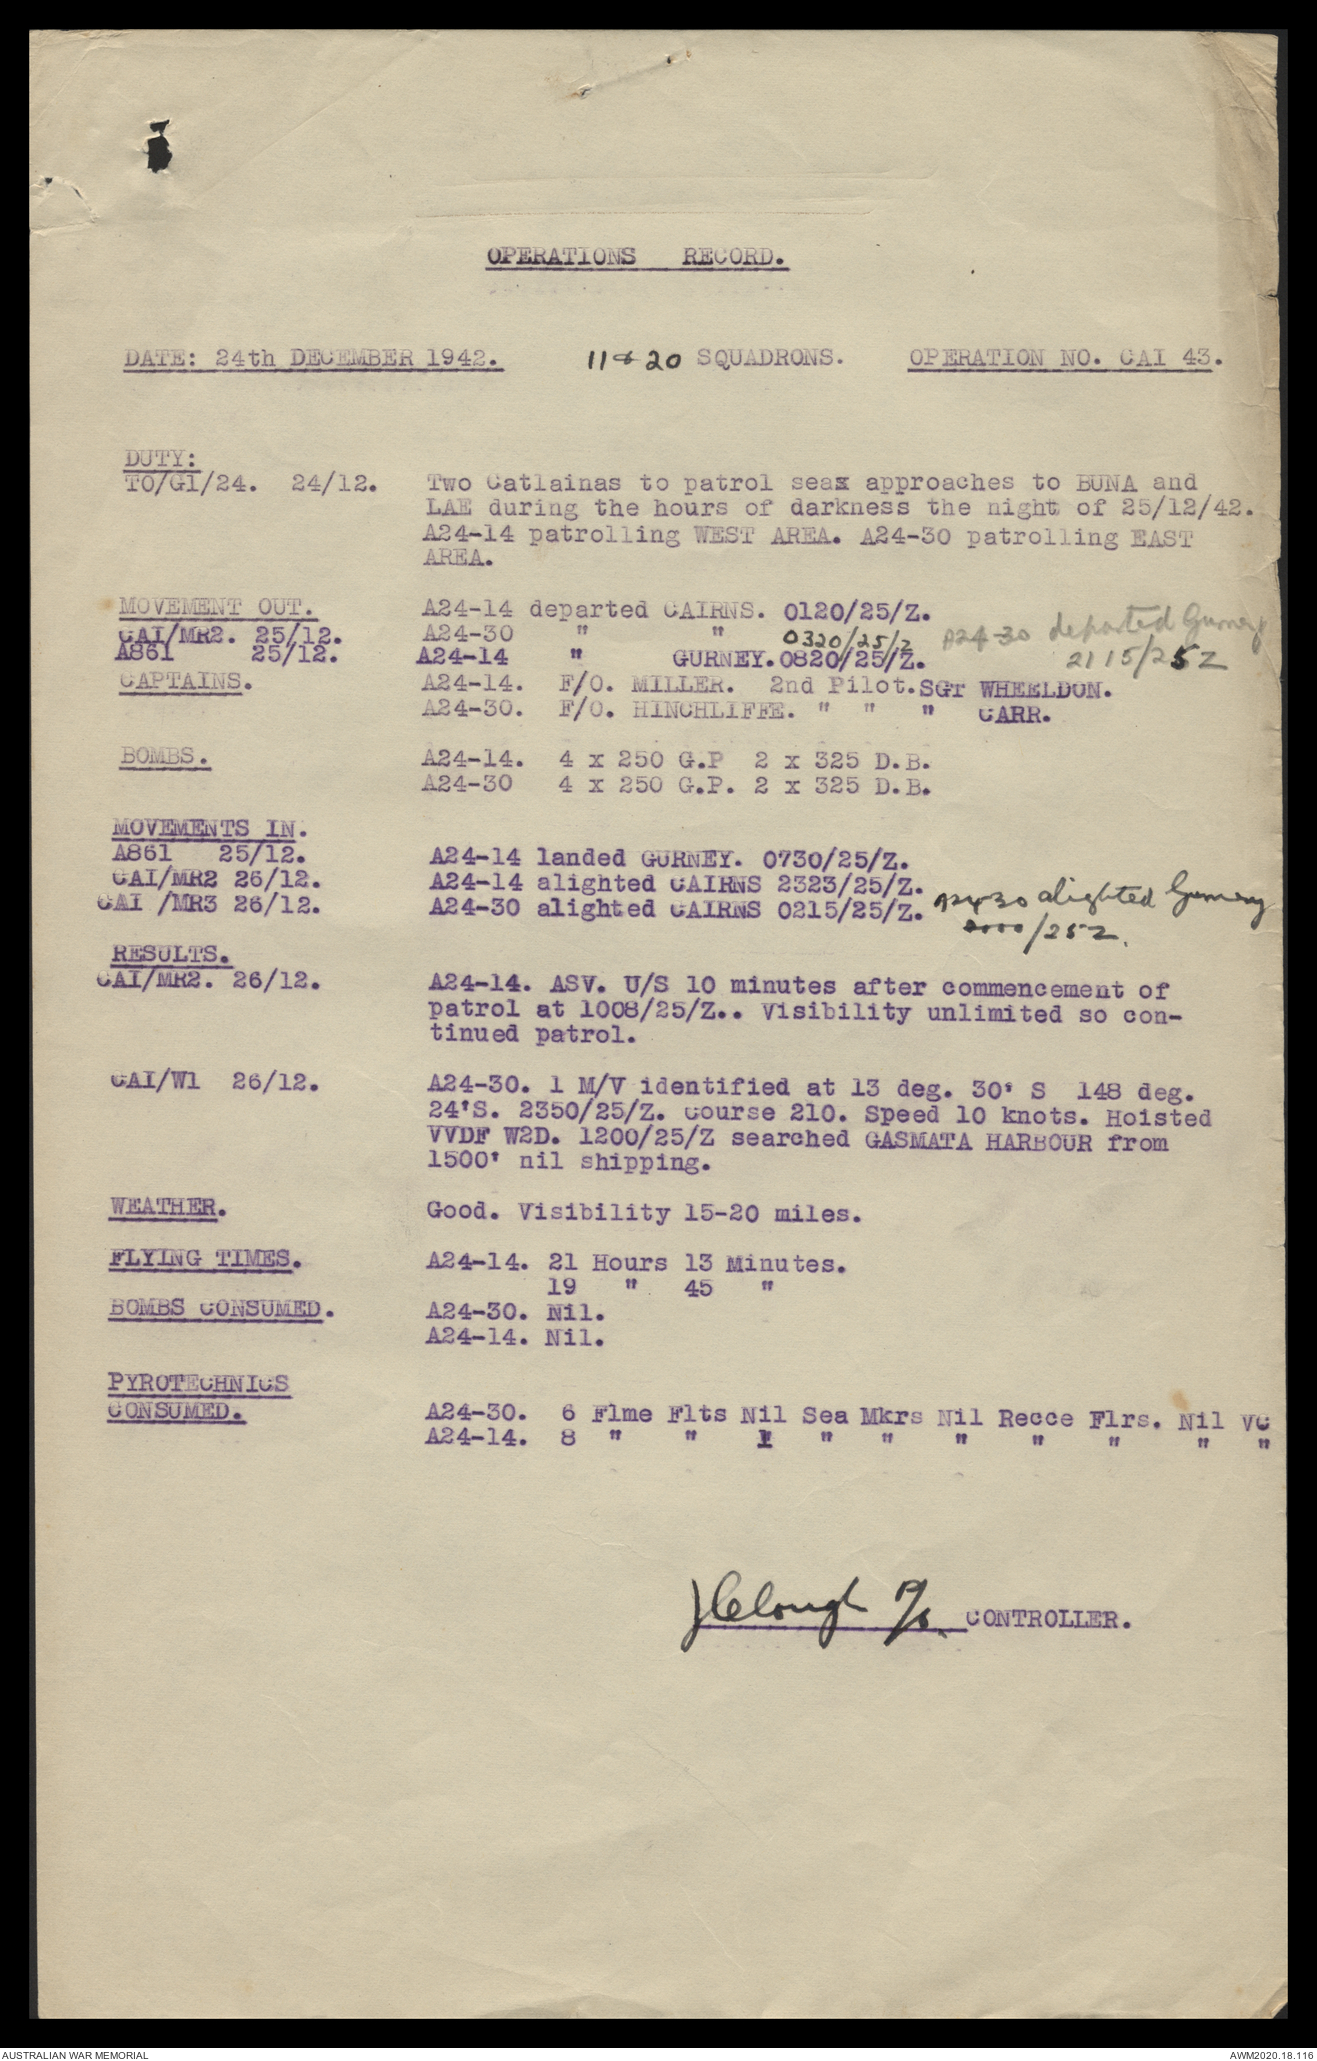 OPERATIONS RECORD.
DATE: 24th DECEMBER 1942. 11 & 20 SQUADRONS. OPERATION NO. CAI 43.
DUTY:
TO/G1/24. 24/12. Two Catlainas to patrol seax approaches to BUNA and
LAE during the hours of darkness the night of 25/12/42.
A24-14 patrolling WEST AREA. A24-30 patrolling EAST
AREA.
MOVEMENT OUT. A24-14 departed CAIRNS. 0120/25/Z.
CAI/MR2. 25/12. A24-30 " " 0320/25/Z A24-30 departed Gurney
A861 25/12. A24-14 " GURNEY. 0820/25/Z. 2115/25Z
CAPTAINS. A24-14. F/O. MILLER. 2nd Pilot. SGT WHEELDON.
A24-30. F/O. HINCHLIFFE. " " " CARR.
BOMBS. A24-14. 4 x 250 G.P 2 x 325 D.B.
A24-30 4 x 250 G.P. 2 x 325 D.B.
MOVEMENTS IN.
A861 25/12. A24-14 landed GURNEY. 0730/25/Z.
CAI/MR2 26/12. A24-14 alighted CAIRNS 2323/25/Z.
CAI /MR3 26/12. A24-30 alighted CAIRNS 0215/25/Z. A24-30 alighted Gurney
/25Z.
RESULTS.
CAI/MR2. 26/12. A24-14. ASV. U/S 10 minutes after commencement of
patrol at 1008/25/Z.. Visibility unlimited so con-
tinued patrol.
CAI/W1 26/12. A24-30. 1 M/V identified at 13 deg. 30' S 148 deg.
24'S. 2350/25/Z. Course 210. Speed 10 knots. Hoisted
VVDF W2D. 1200/25/Z searched GASMATA HARBOUR from
1500' nil shipping.
WEATHER. Good. Visibility 15-20 miles.
FLYING TIMES. A24-14. 21 Hours 13 Minutes.
19 " 45 "
BOMBS CONSUMED. A24-30. Nil.
A24-14. Nil.
PYROTECHNICS
CONSUMED. A24-30. 6 Flme Flts Nil Sea Mkrs Nil Recce Flrs. Nil VC
A24-14. 8 " " 1 " " " " " " "
J Clough P/O. CONTROLLER.
AUSTRALIAN WAR MEMORIAL AWM2020.18.116